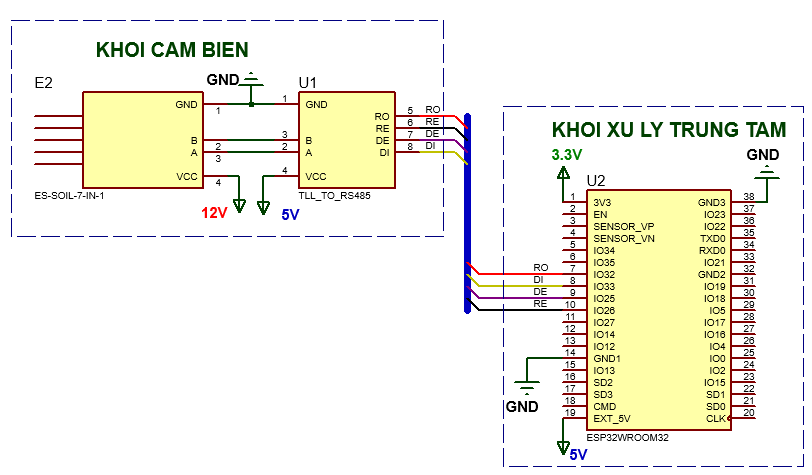 KHOI CAM BIEN
E2
GND
U1
GND 1
1 GND
RO 5 RO
RE 6 RE
B 2
3 B
DE 7 DE
A 3
2 A
DI 8 DI
VCC 4
4 VCC
ES-SOIL-7-IN-1
TLL_TO_RS485
12V
5V
KHOI XU LY TRUNG TAM
3.3V
GND
U2
1 3V3
GND3 38
2 EN
IO23 37
3 SENSOR_VP
IO22 36
4 SENSOR_VN
TXD0 35
5 IO34
RXD0 34
6 IO35
IO21 33
RO 7 IO32
GND2 32
DI 8 IO33
IO19 31
DE 9 IO25
IO18 30
RE 10 IO26
IO5 29
11 IO27
IO17 28
12 IO14
IO16 27
13 IO12
IO4 26
14 GND1
IO0 25
15 IO13
IO2 24
16 SD2
IO15 23
17 SD3
SD1 22
18 CMD
SD0 21
19 EXT_5V
CLK 20
GND
ESP32WROOM32
5V